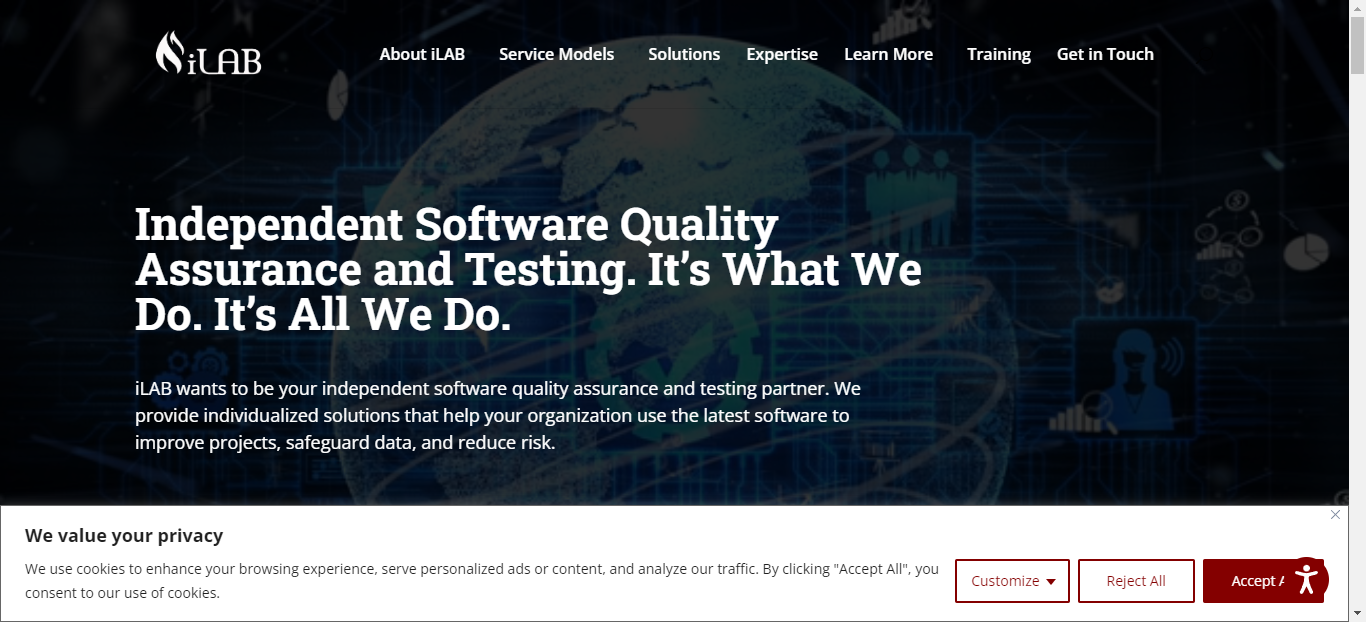 iLAB
About iLAB
Service Models
Solutions
Expertise
Learn More
Training
Get in Touch
Independent Software Quality
Assurance and Testing. It’s What We
Do. It’s All We Do.
iLAB wants to be your independent software quality assurance and testing partner. We
provide individualized solutions that help your organization use the latest software to
improve projects, safeguard data, and reduce risk.
We value your privacy
We use cookies to enhance your browsing experience, serve personalized ads or content, and analyze our traffic. By clicking "Accept All", you
consent to our use of cookies.
Customize
Reject All
Accept